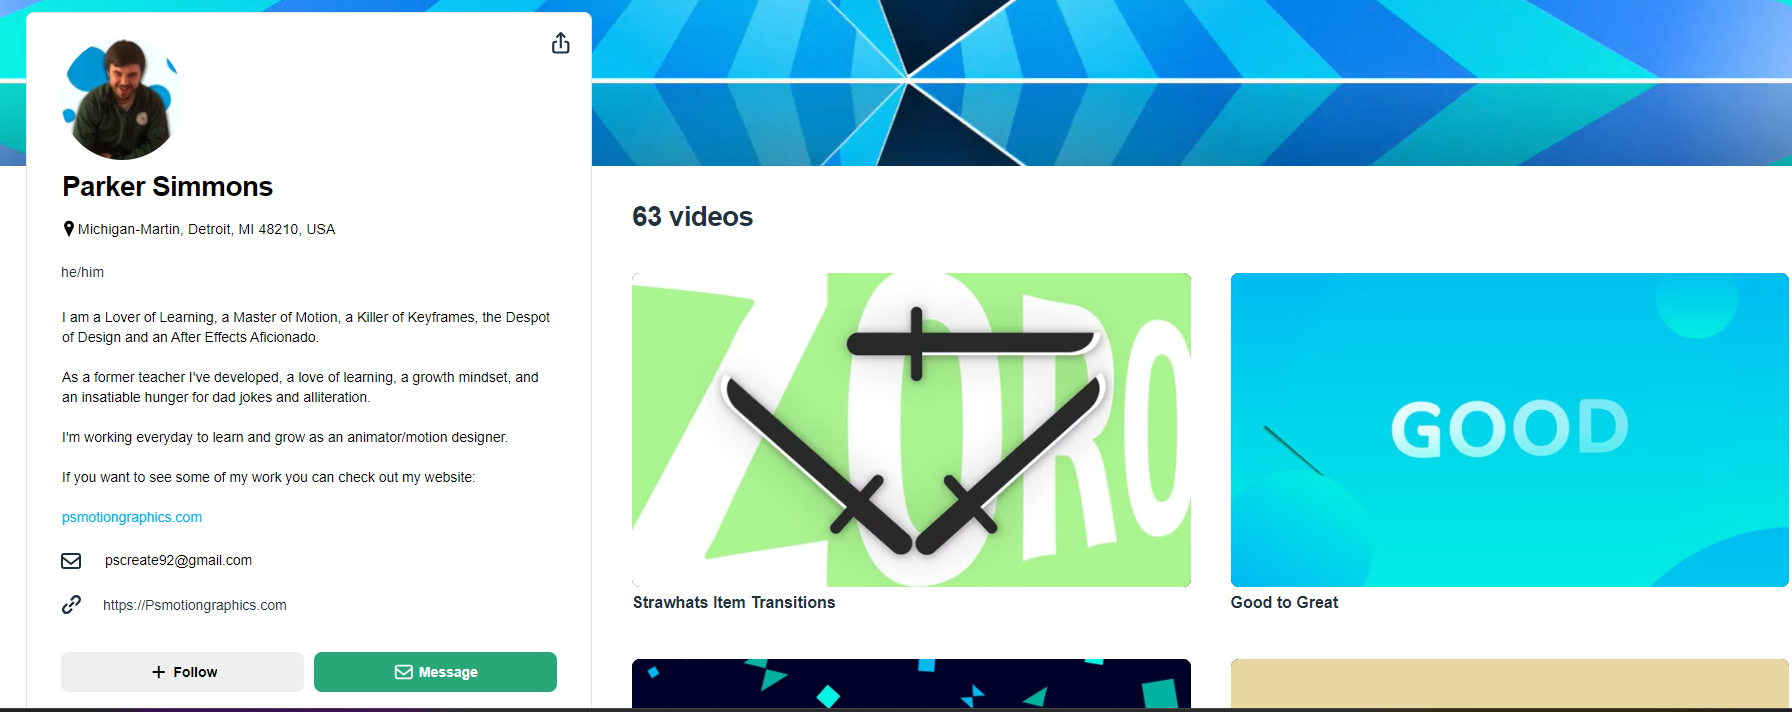 Parker Simmons
Michigan-Martin, Detroit, MI 48210, USA
he/him
I am a Lover of Learning, a Master of Motion, a Killer of Keyframes, the Despot
of Design and an After Effects Aficionado.
As a former teacher I've developed, a love of learning, a growth mindset, and
an insatiable hunger for dad jokes and alliteration.
I'm working everyday to learn and grow as an animator/motion designer.
If you want to see some of my work you can check out my website:
psmotiongraphics.com
pscreate92@gmail.com
https://Psmotiongraphics.com
Follow
Message
63 videos
ZORO
Strawhats Item Transitions
GOOD
Good to Great